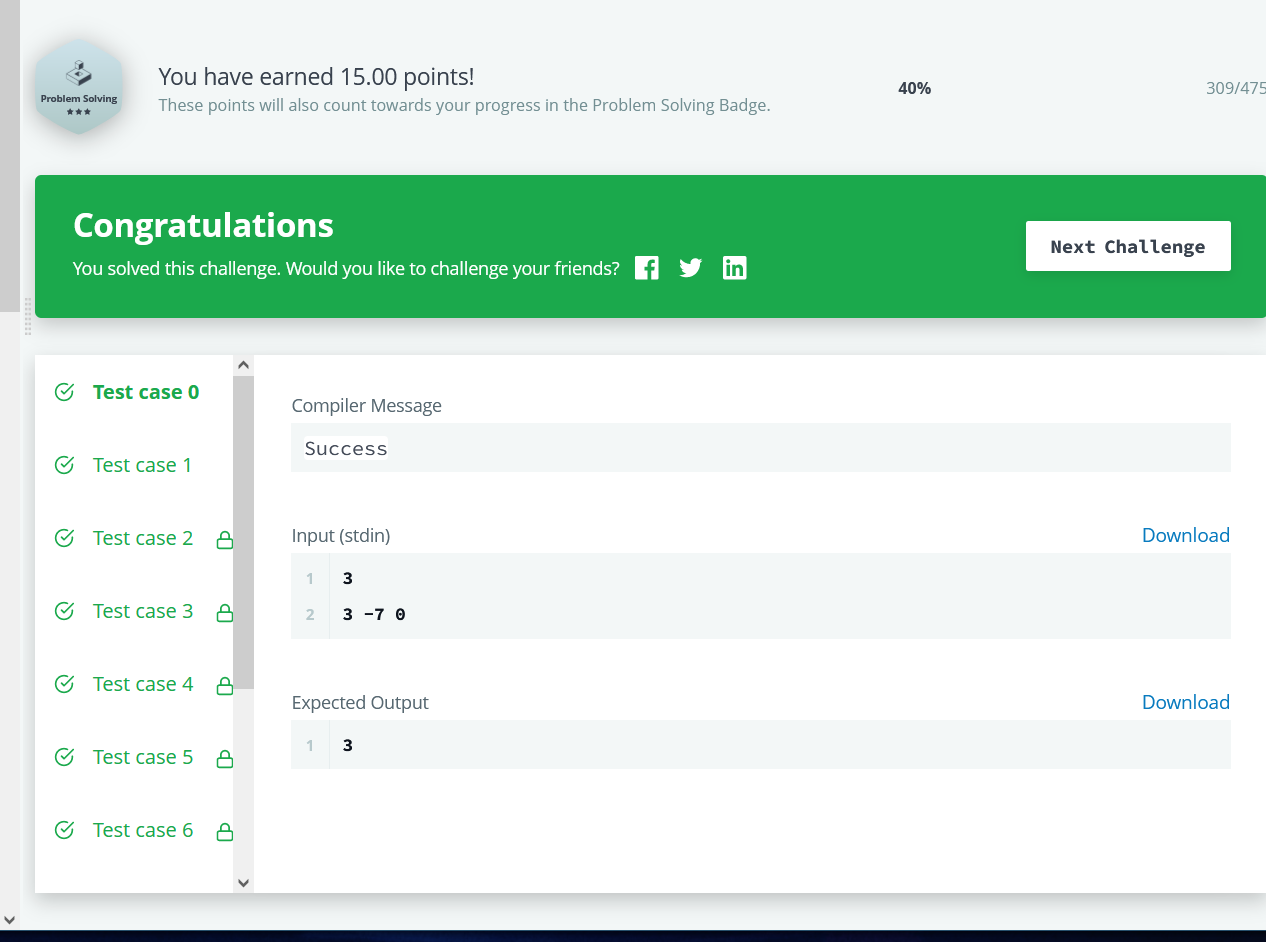 Problem Solving
You have earned 15.00 points!
These points will also count towards your progress in the Problem Solving Badge.
40%
309/475
Congratulations
You solved this challenge. Would you like to challenge your friends?
Next Challenge
Test case 0
Test case 1
Test case 2
Test case 3
Test case 4
Test case 5
Test case 6
Compiler Message
Success
Input (stdin)
Download
1 3
2 3 -7 0
Expected Output
Download
1 3